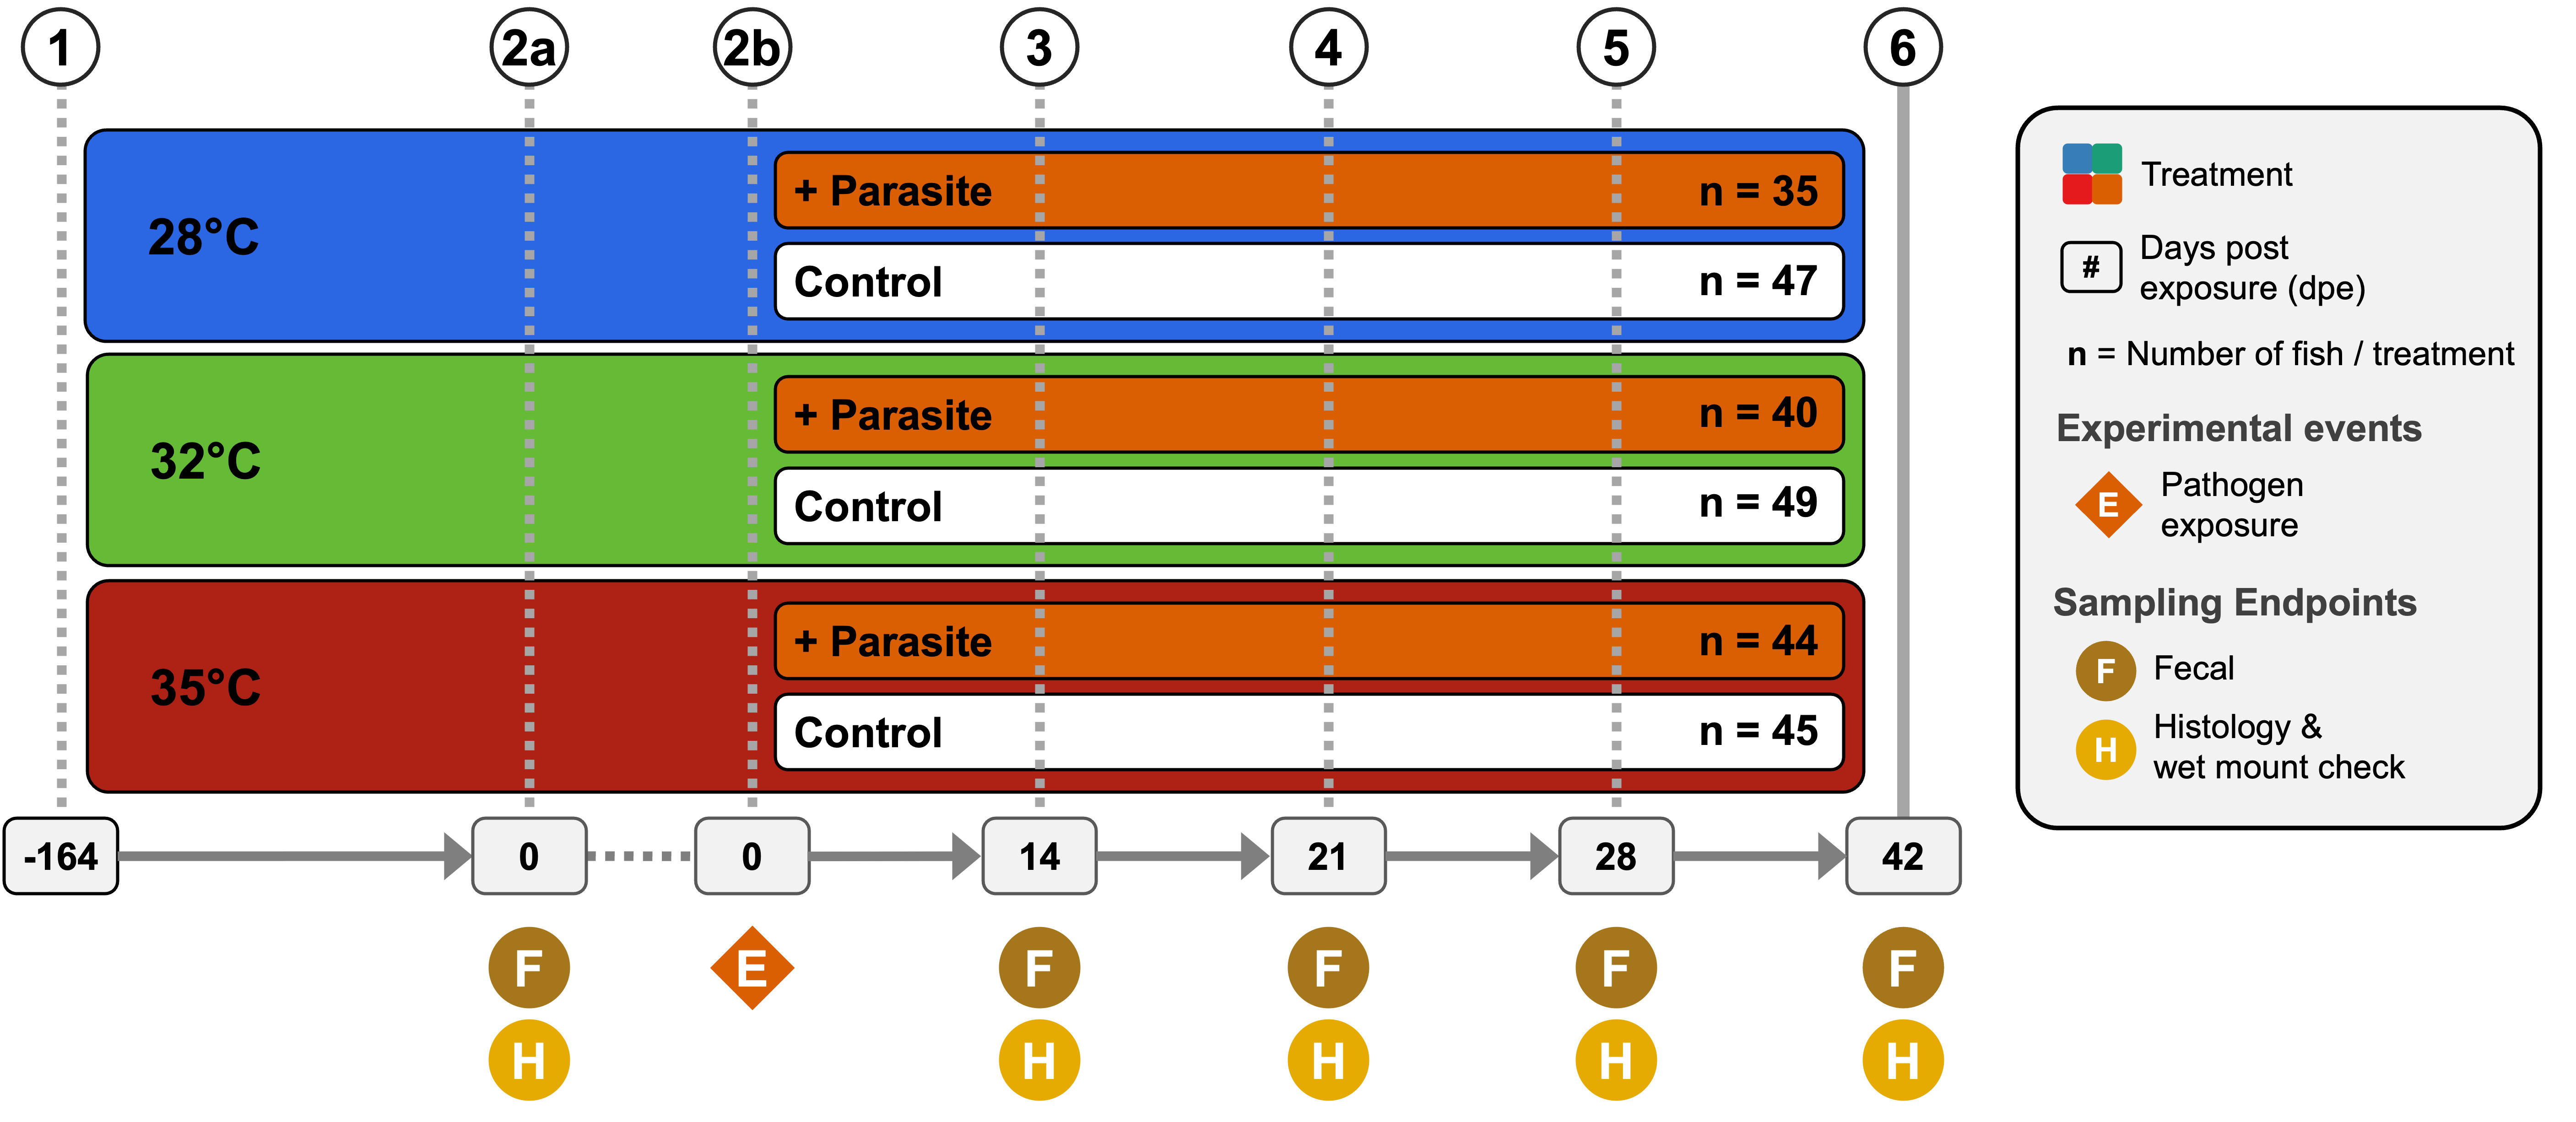 1 2a 2b 3 4 5 6
28°C
+ Parasite n = 35
Control n = 47
32°C
+ Parasite n = 40
Control n = 49
35°C
+ Parasite n = 44
Control n = 45
-164 0 0 14 21 28 42
F E F F F F
H H H H H
Treatment
# Days post
exposure (dpe)
n = Number of fish / treatment
Experimental events
E Pathogen
exposure
Sampling Endpoints
F Fecal
H Histology &
wet mount check